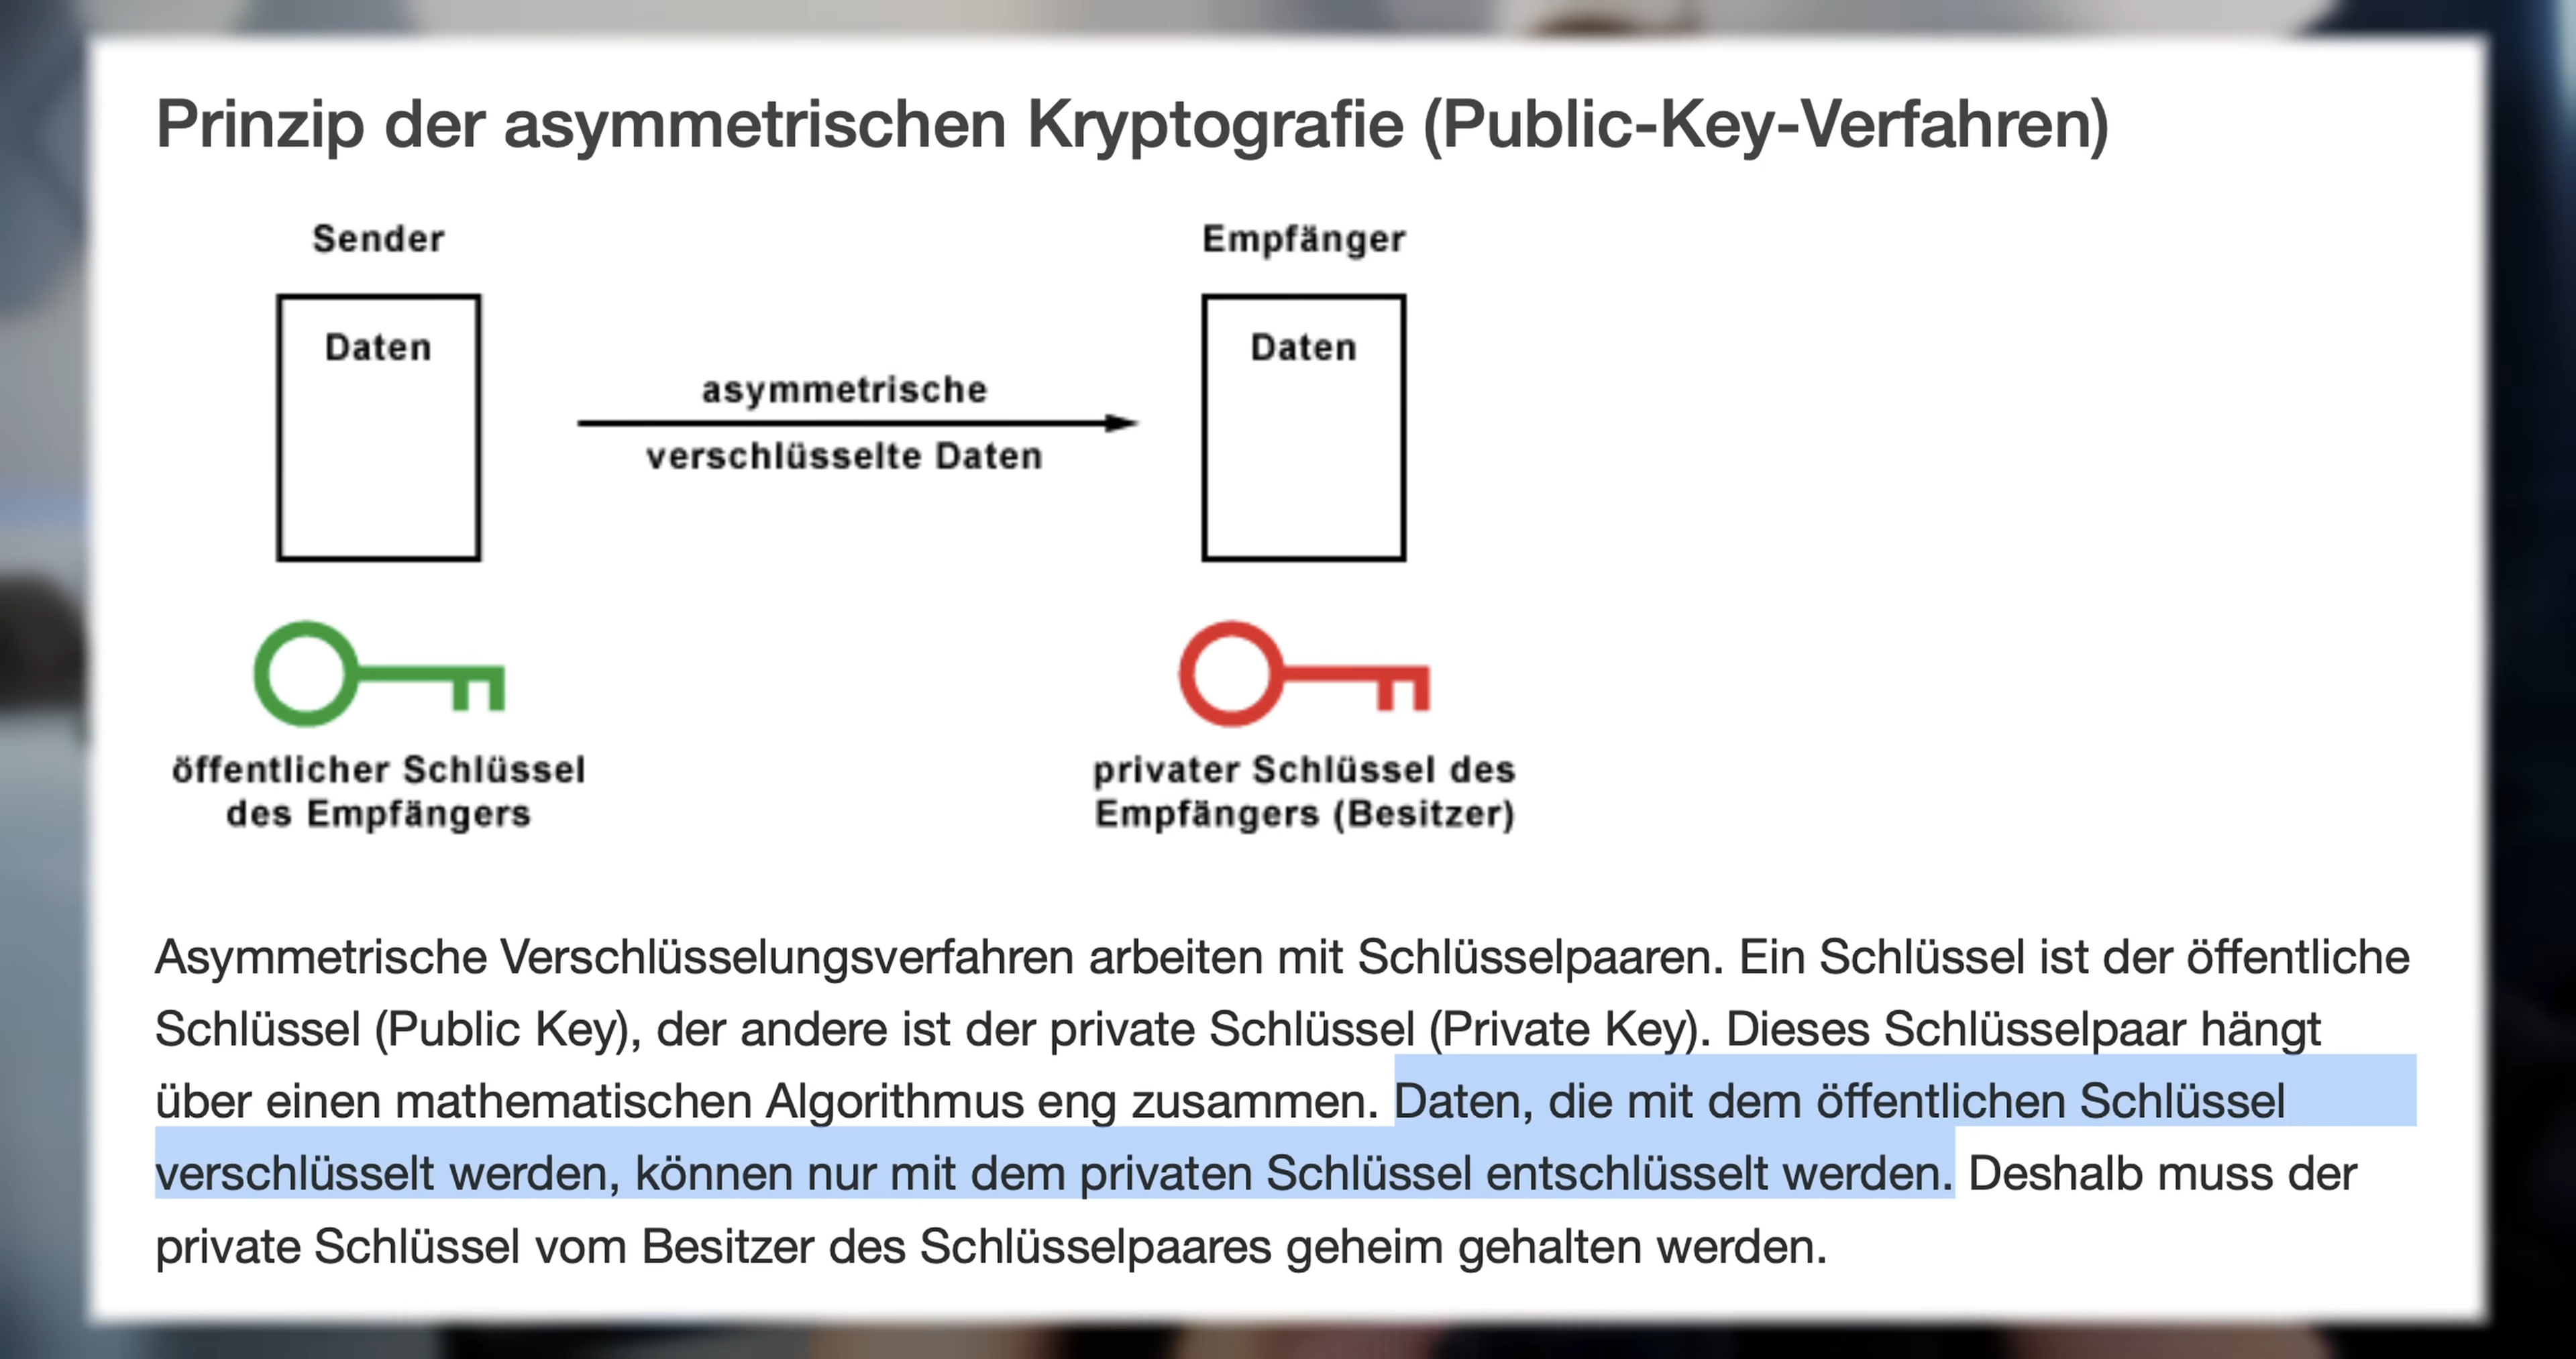 Prinzip der asymmetrischen Kryptografie (Public-Key-Verfahren)
Sender
Empfänger
Daten
Daten
asymmetrische
verschlüsselte Daten
öffentlicher Schlüssel
des Empfängers
privater Schlüssel des
Empfängers (Besitzer)
Asymmetrische Verschlüsselungsverfahren arbeiten mit Schlüsselpaaren. Ein Schlüssel ist der öffentliche
Schlüssel (Public Key), der andere ist der private Schlüssel (Private Key). Dieses Schlüsselpaar hängt
über einen mathematischen Algorithmus eng zusammen. Daten, die mit dem öffentlichen Schlüssel
verschlüsselt werden, können nur mit dem privaten Schlüssel entschlüsselt werden. Deshalb muss der
private Schlüssel vom Besitzer des Schlüsselpaares geheim gehalten werden.